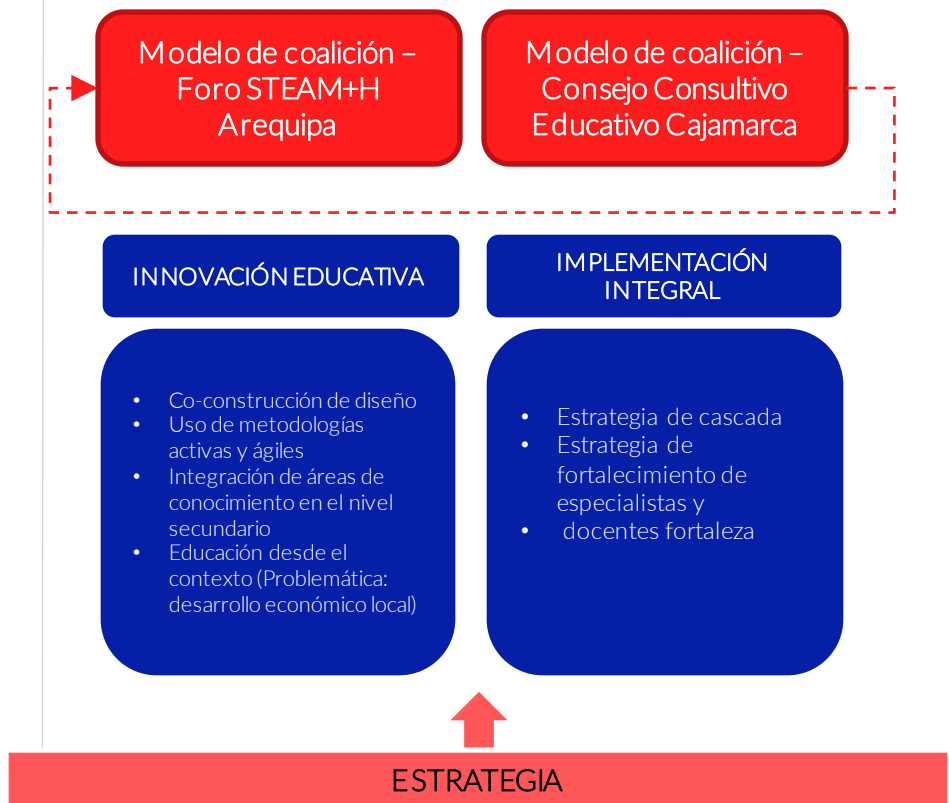 Modelo de coalición –
Foro STEAM+H
Arequipa
Modelo de coalición –
Consejo Consultivo
Educativo Cajamarca
INNOVACIÓN EDUCATIVA
IMPLEMENTACIÓN
INTEGRAL
• Co-construcción de diseño
• Uso de metodologías
activas y ágiles
• Integración de áreas de
conocimiento en el nivel
secundario
• Educación desde el
contexto (Problemática:
desarrollo económico local)
• Estrategia de cascada
• Estrategia de
fortalecimiento de
especialistas y
• docentes fortaleza
ESTRATEGIA